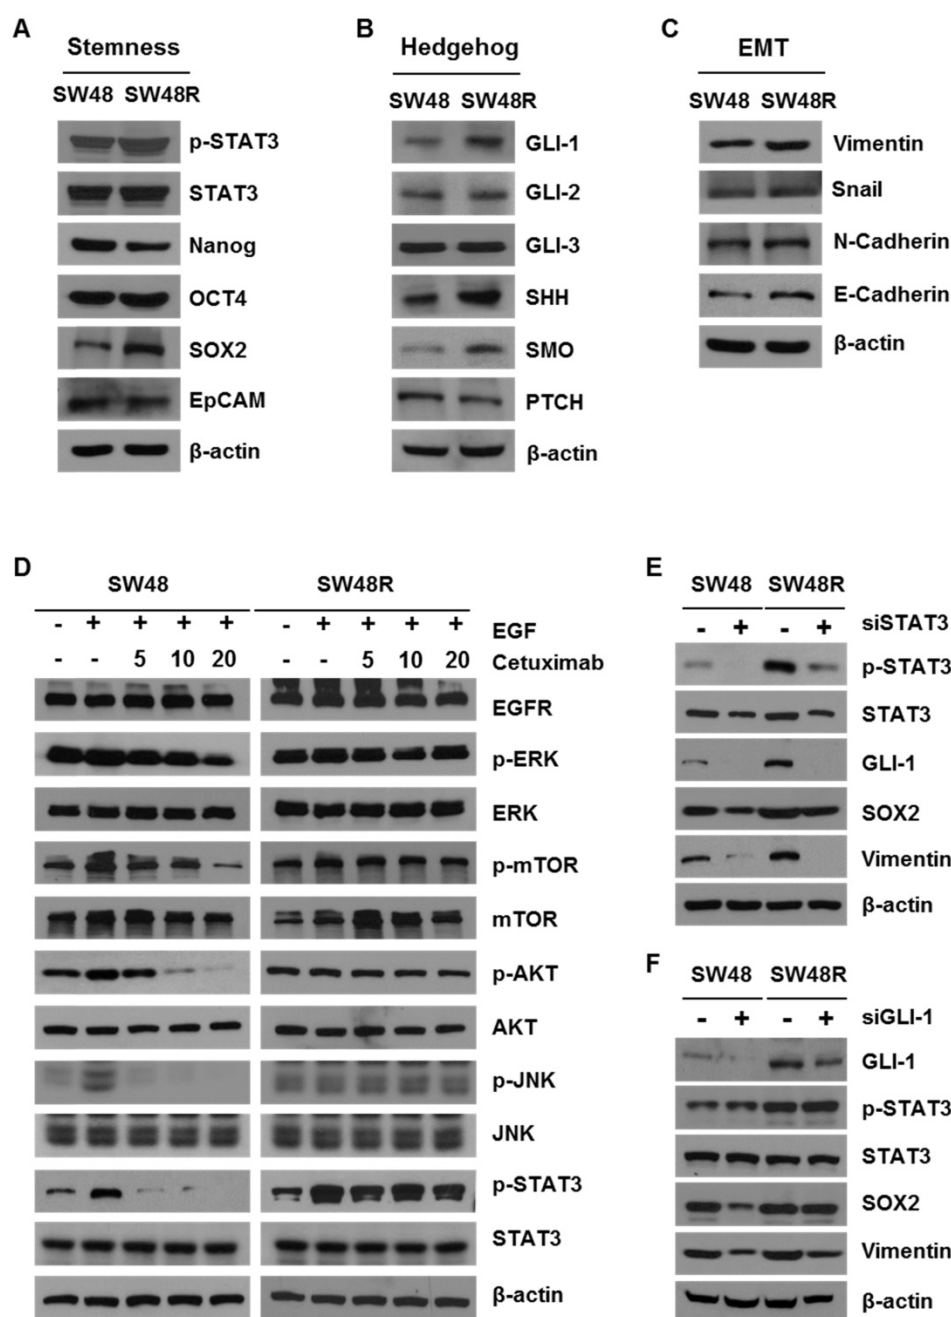 A
Stemness
SW48 SW48R
p-STAT3
STAT3
Nanog
OCT4
SOX2
EpCAM
β-actin
B
Hedgehog
SW48 SW48R
GLI-1
GLI-2
GLI-3
SHH
SMO
PTCH
β-actin
C
EMT
SW48 SW48R
Vimentin
Snail
N-Cadherin
E-Cadherin
β-actin
D
SW48 SW48R
- + + + + - + + + + EGF
- - 5 10 20 - - 5 10 20 Cetuximab
EGFR
p-ERK
ERK
p-mTOR
mTOR
p-AKT
AKT
p-JNK
JNK
p-STAT3
STAT3
β-actin
E
SW48 SW48R
- + - + siSTAT3
p-STAT3
STAT3
GLI-1
SOX2
Vimentin
β-actin
F
SW48 SW48R
- + - + siGLI-1
GLI-1
p-STAT3
STAT3
SOX2
Vimentin
β-actin